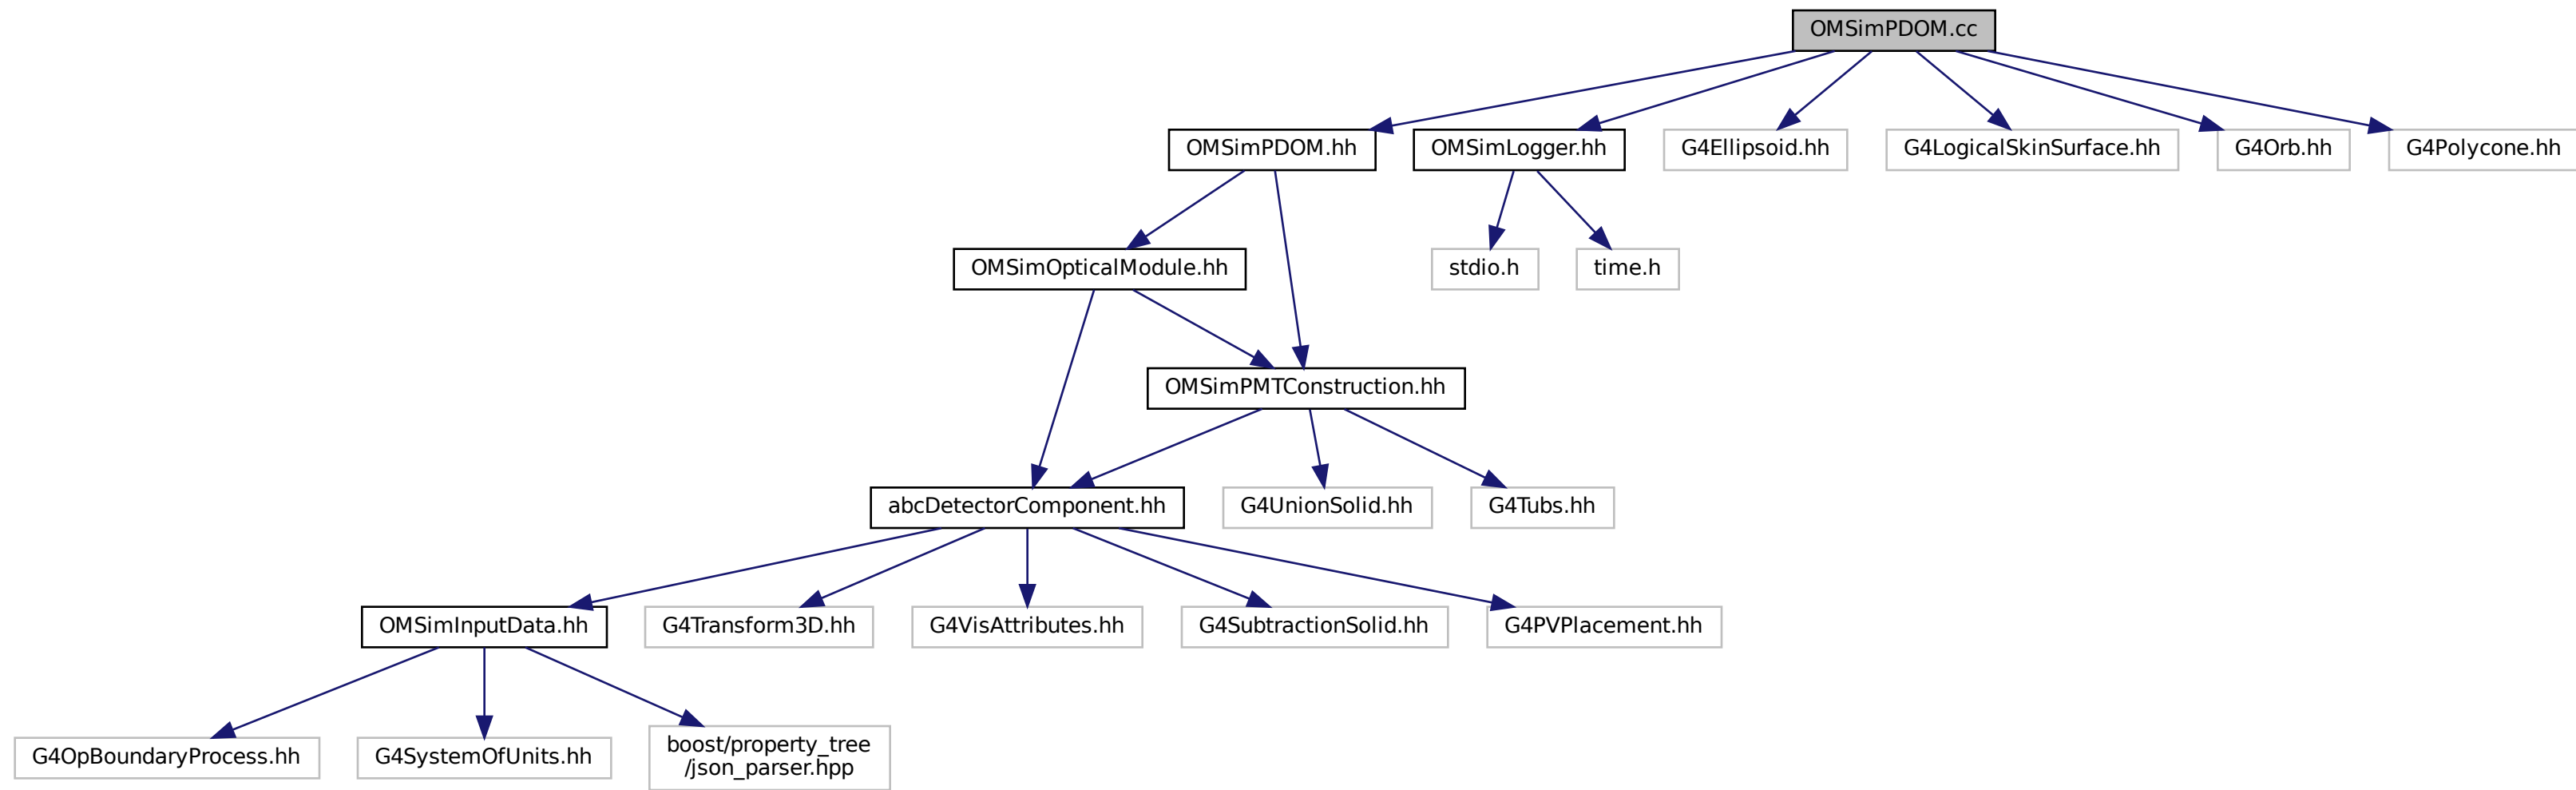 OMSimPDOM.cc
OMSimPDOM.hh
OMSimLogger.hh
G4Ellipsoid.hh
G4LogicalSkinSurface.hh
G4Orb.hh
G4Polycone.hh
OMSimOpticalModule.hh
stdio.h
time.h
OMSimPMTConstruction.hh
abcDetectorComponent.hh
G4UnionSolid.hh
G4Tubs.hh
OMSimInputData.hh
G4Transform3D.hh
G4VisAttributes.hh
G4SubtractionSolid.hh
G4PVPlacement.hh
G4OpBoundaryProcess.hh
G4SystemOfUnits.hh
boost/property_tree
/json_parser.hpp